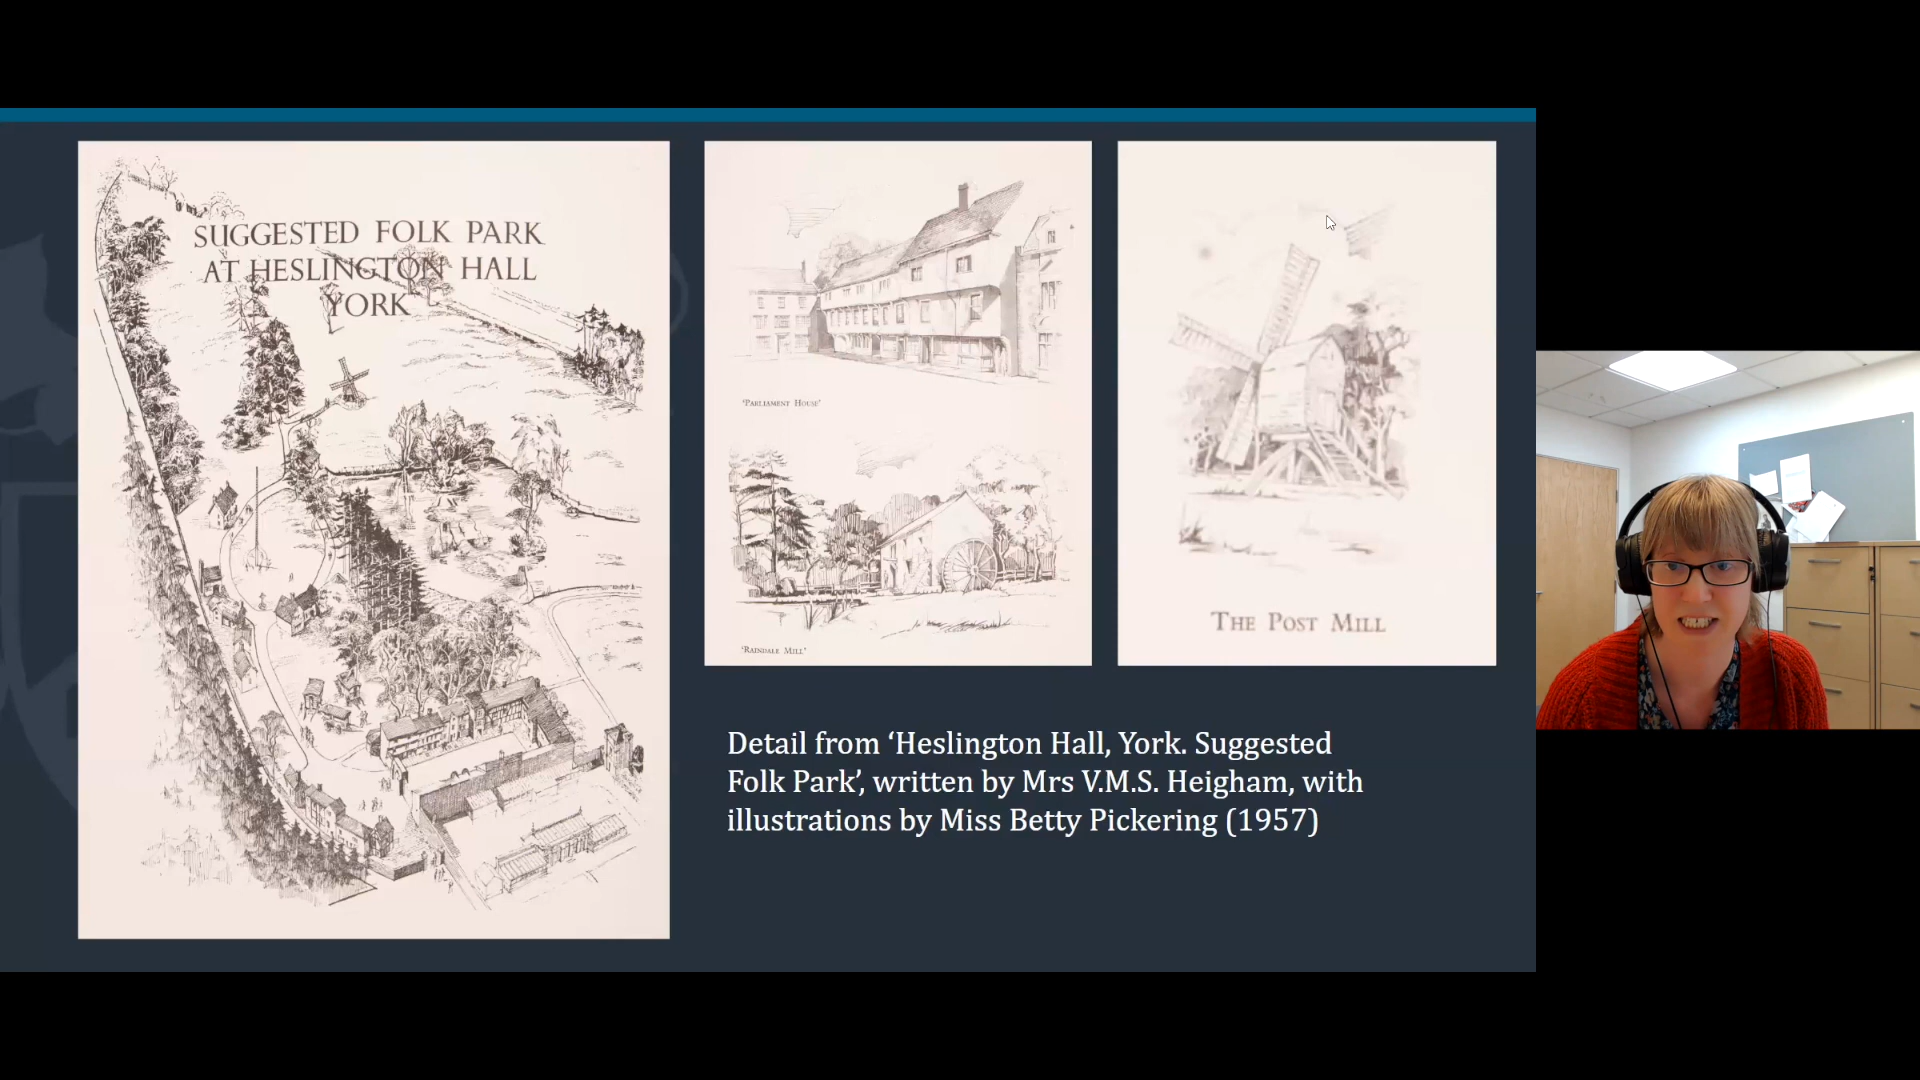 SUGGESTED FOLK PARK
AT HESLINGTON HALL
YORK
'PARLIAMENT HOUSE'
'RAINDALE MILL'
THE POST MILL
Detail from ‘Heslington Hall, York. Suggested
Folk Park’, written by Mrs V.M.S. Heigham, with
illustrations by Miss Betty Pickering (1957)